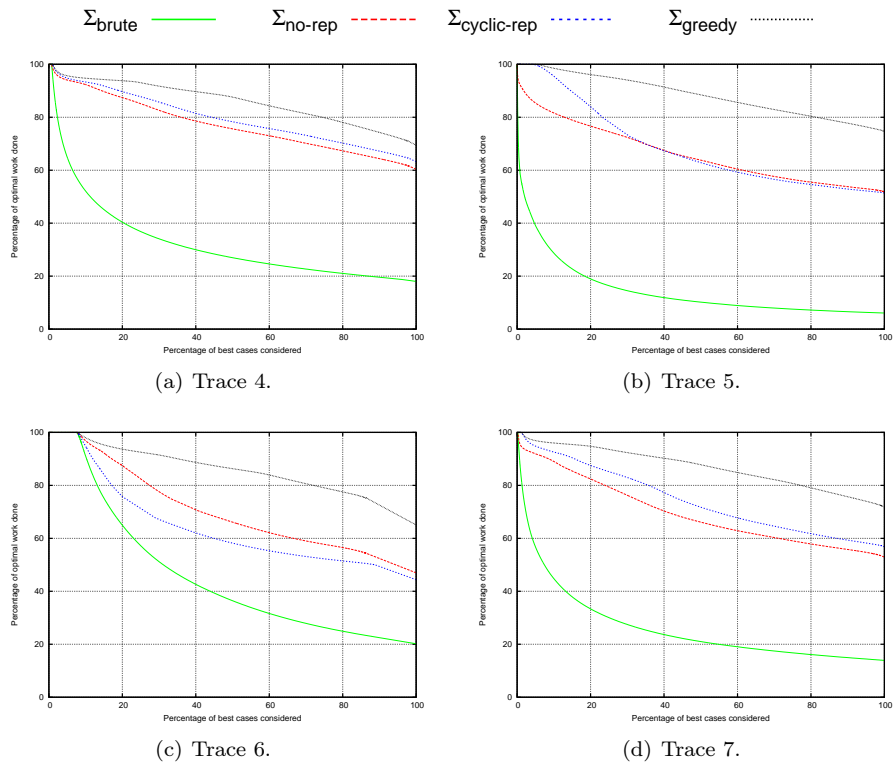 Σbrute Σno-rep Σcyclic-rep Σgreedy
100
80
60
40
20
0
0 20 40 60 80 100
Percentage of optimal work done
Percentage of best cases considered
(a) Trace 4.
100
80
60
40
20
0
0 20 40 60 80 100
Percentage of optimal work done
Percentage of best cases considered
(b) Trace 5.
100
80
60
40
20
0
0 20 40 60 80 100
Percentage of optimal work done
Percentage of best cases considered
(c) Trace 6.
100
80
60
40
20
0
0 20 40 60 80 100
Percentage of optimal work done
Percentage of best cases considered
(d) Trace 7.